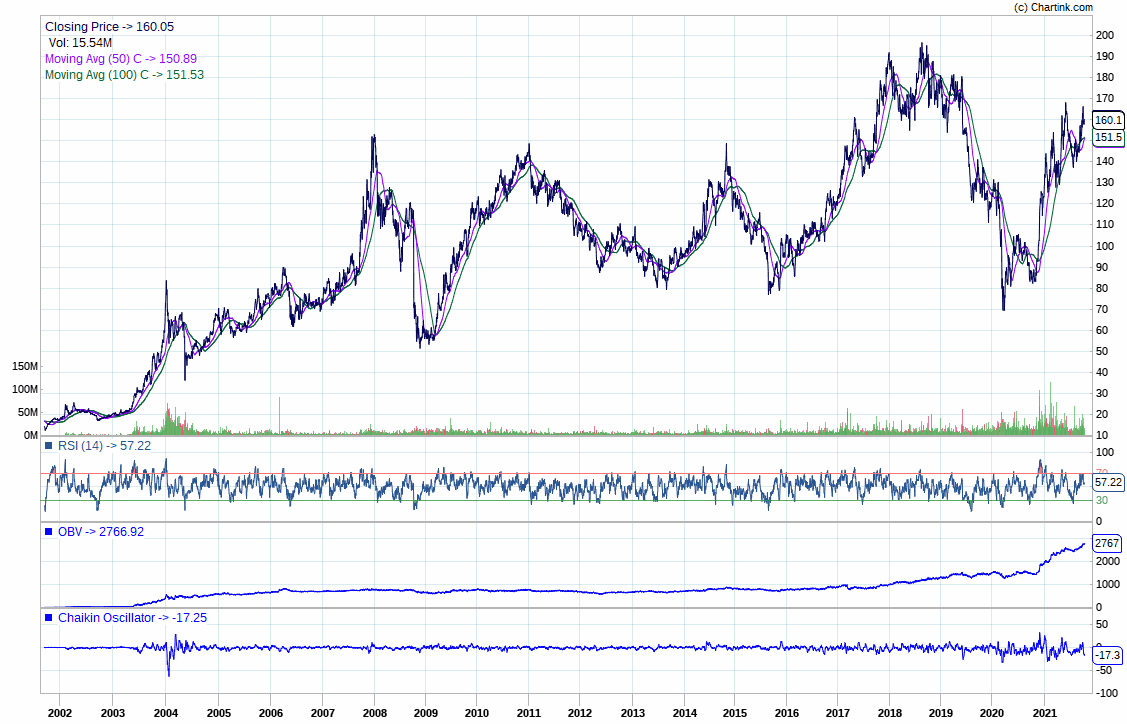 (c) Chartink.com
Closing Price -> 160.05
Vol: 15.54M
Moving Avg (50) C -> 150.89
Moving Avg (100) C -> 151.53
200
190
180
170
160.1
151.5
140
130
120
110
100
90
80
70
60
50
40
30
20
10
150M
100M
50M
0M
RSI (14) -> 57.22
100
70
57.22
30
0
OBV -> 2766.92
2767
2000
1000
0
Chaikin Oscillator -> -17.25
50
0
-17.3
-50
-100
2002 2003 2004 2005 2006 2007 2008 2009 2010 2011 2012 2013 2014 2015 2016 2017 2018 2019 2020 2021